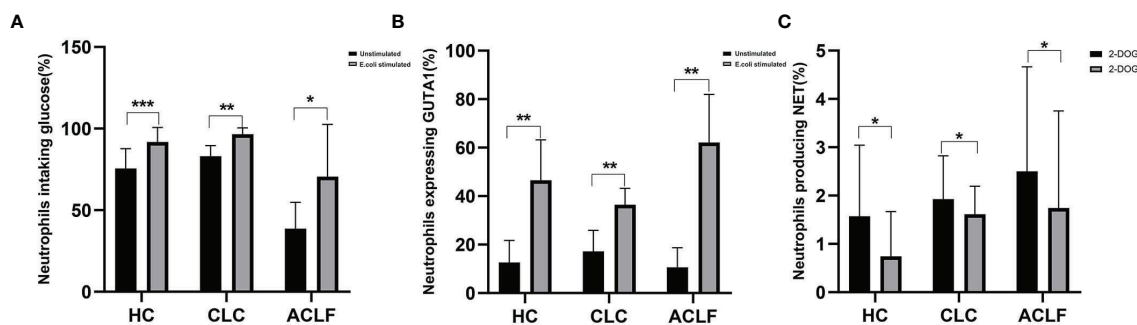 A
Neutrophils intaking glucose(%)
150
100
50
0
***
**
*
HC
CLC
ACLF
Unstimulated
E.coli stimulated
B
Neutrophils expressing GUTA1(%)
100
80
60
40
20
0
**
**
**
HC
CLC
ACLF
Unstimulated
E.coli stimulated
C
Neutrophils producing NET(%)
5
4
3
2
1
0
*
*
*
HC
CLC
ACLF
2-DOG
2-DOG